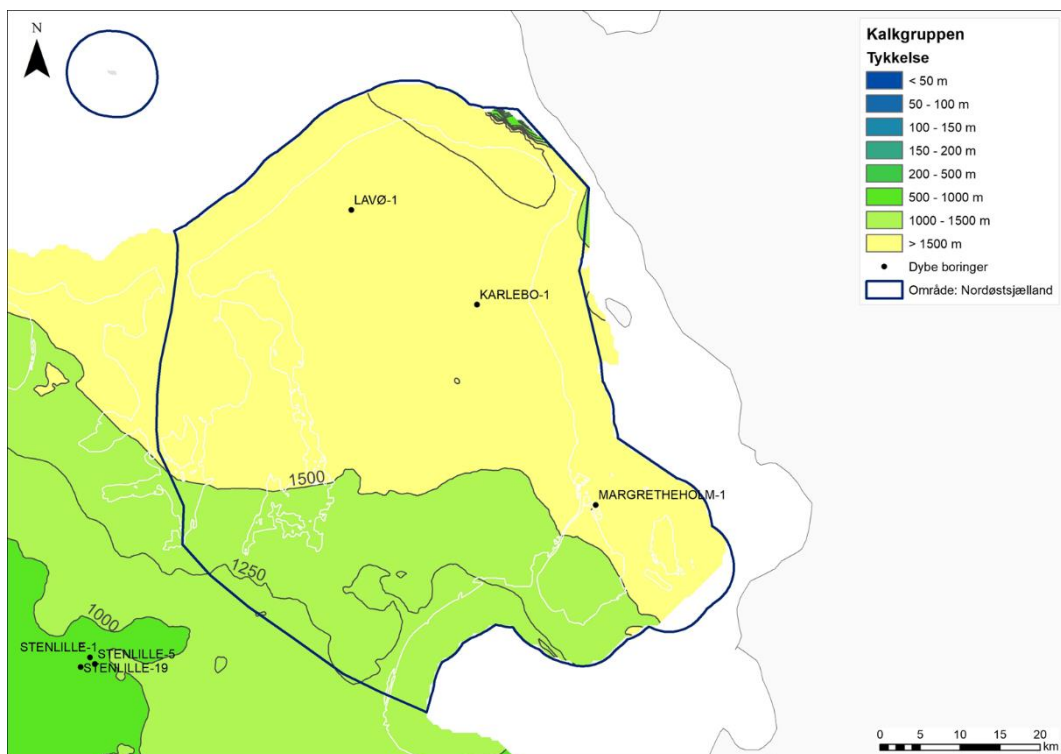 N
Kalkgruppen
Tykkelse
< 50 m
50 - 100 m
100 - 150 m
150 - 200 m
200 - 500 m
500 - 1000 m
1000 - 1500 m
> 1500 m
Dybe boringer
Område: Nordøstsjælland
LAVØ-1
KARLEBO-1
1500
MARGRETHEHOLM-1
1250
1000
STENLILLE-1
STENLILLE-5
STENLILLE-19
0 5 10 15 20
km